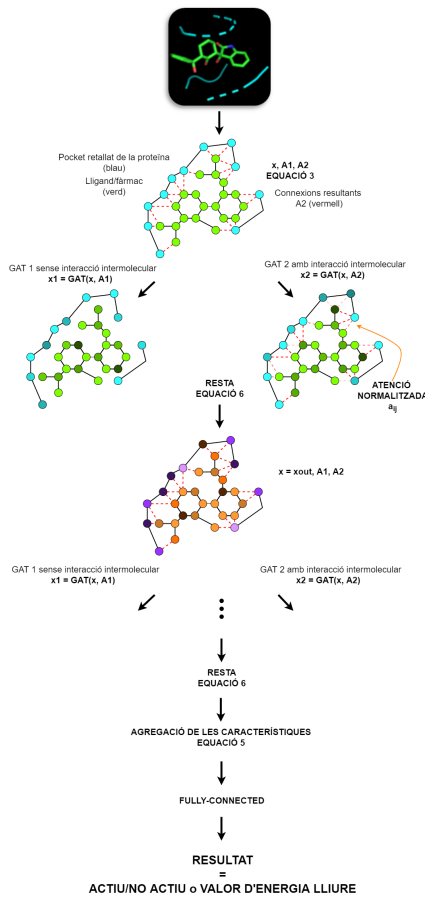 Pocket retallat de la proteïna
(blau)
Lligand/fàrmac
(verd)
x, A1, A2
EQUACIÓ 3
Connexions resultants
A2 (vermell)
GAT 1 sense interacció intermolecular
x1 = GAT(x, A1)
GAT 2 amb interacció intermolecular
x2 = GAT(x, A2)
ATENCIÓ
NORMALITZADA
aij
RESTA
EQUACIÓ 6
x = xout, A1, A2
GAT 1 sense interacció intermolecular
x1 = GAT(x, A1)
GAT 2 amb interacció intermolecular
x2 = GAT(x, A2)
RESTA
EQUACIÓ 6
AGREGACIÓ DE LES CARACTERÍSTIQUES
EQUACIÓ 5
FULLY-CONNECTED
RESULTAT
=
ACTIU/NO ACTIU o VALOR D'ENERGIA LLIURE